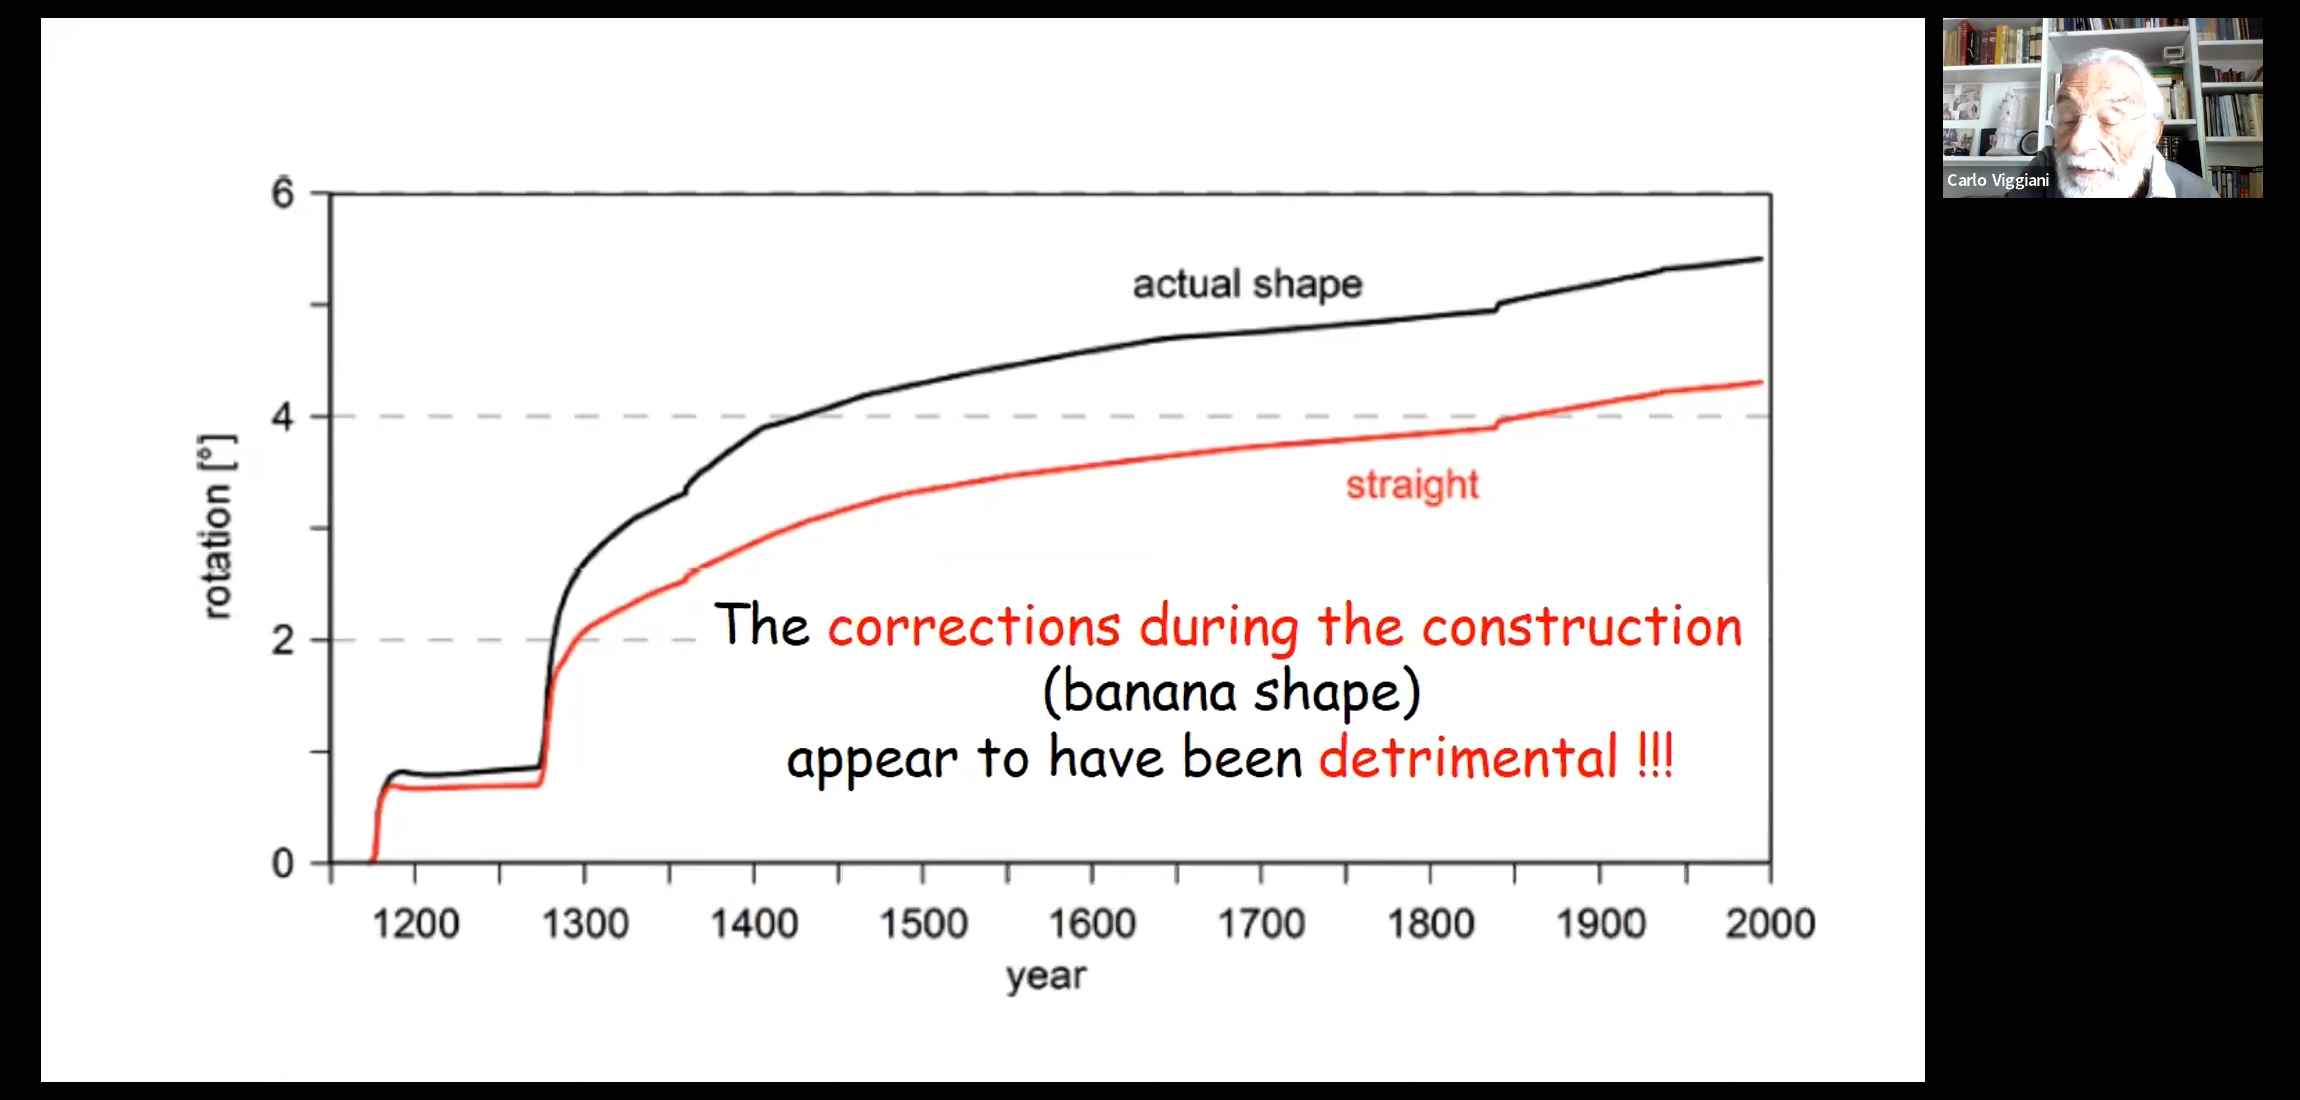 6
4
2
0
rotation [°]
actual shape
straight
The corrections during the construction
(banana shape)
appear to have been detrimental !!!
1200 1300 1400 1500 1600 1700 1800 1900 2000
year
Carlo Viggiani